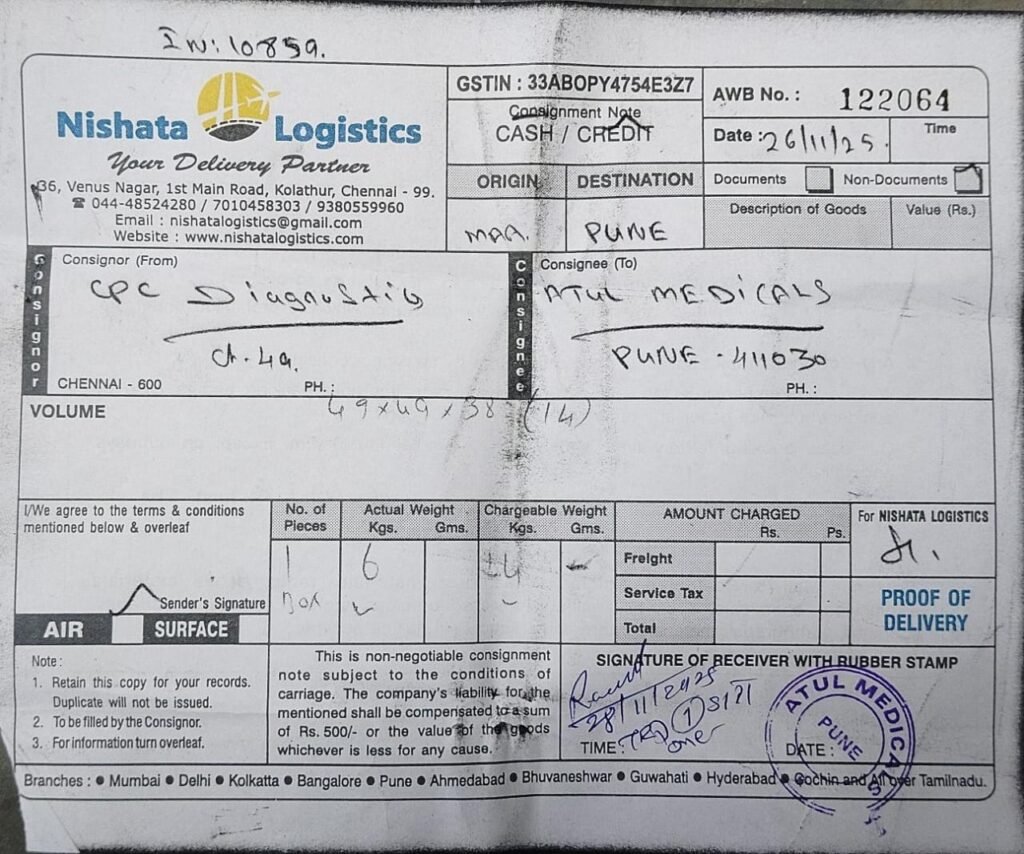 IN: 10859.
Nishata Logistics
Your Delivery Partner
36, Venus Nagar, 1st Main Road, Kolathur, Chennai - 99.
☎ 044-48524280 / 7010458303 / 9380559960
Email : nishatalogistics@gmail.com
Website : www.nishatalogistics.com
GSTIN : 33ABOPY4754E3Z7
Consignment Note
CASH / CREDIT
AWB No. : 122064
Date : 26/11/25.
Time
ORIGIN
DESTINATION
Documents
Non-Documents
MAA.
PUNE
Description of Goods
Value (Rs.)
Consignor
Consignor (From)
CPC Diagnostic
CHENNAI - 600
PH. :
Consignee
Consignee (To)
ATUL MEDICALS
PUNE - 411030
PH. :
VOLUME
49 x 49 x 38 (14)
I/We agree to the terms & conditions
mentioned below & overleaf
Sender's Signature
AIR
SURFACE
No. of Pieces
Actual Weight
Kgs. Gms.
Chargeable Weight
Kgs. Gms.
1 6
Box
AMOUNT CHARGED
Rs. Ps.
Freight
Service Tax
Total
For NISHATA LOGISTICS
PROOF OF
DELIVERY
Note :
1. Retain this copy for your records.
Duplicate will not be issued.
2. To be filled by the Consignor.
3. For information turn overleaf.
This is non-negotiable consignment
note subject to the conditions of
carriage. The company's liability for the
mentioned shall be compensated to a sum
of Rs. 500/- or the value of the goods
whichever is less for any cause.
SIGNATURE OF RECEIVER WITH RUBBER STAMP
28/11/2025
1
one
TIME :
DATE :
ATUL MEDICALS
PUNE
Branches : ● Mumbai ● Delhi ● Kolkatta ● Bangalore ● Pune ● Ahmedabad ● Bhuvaneshwar ● Guwahati ● Hyderabad ● Cochin and All over Tamilnadu.